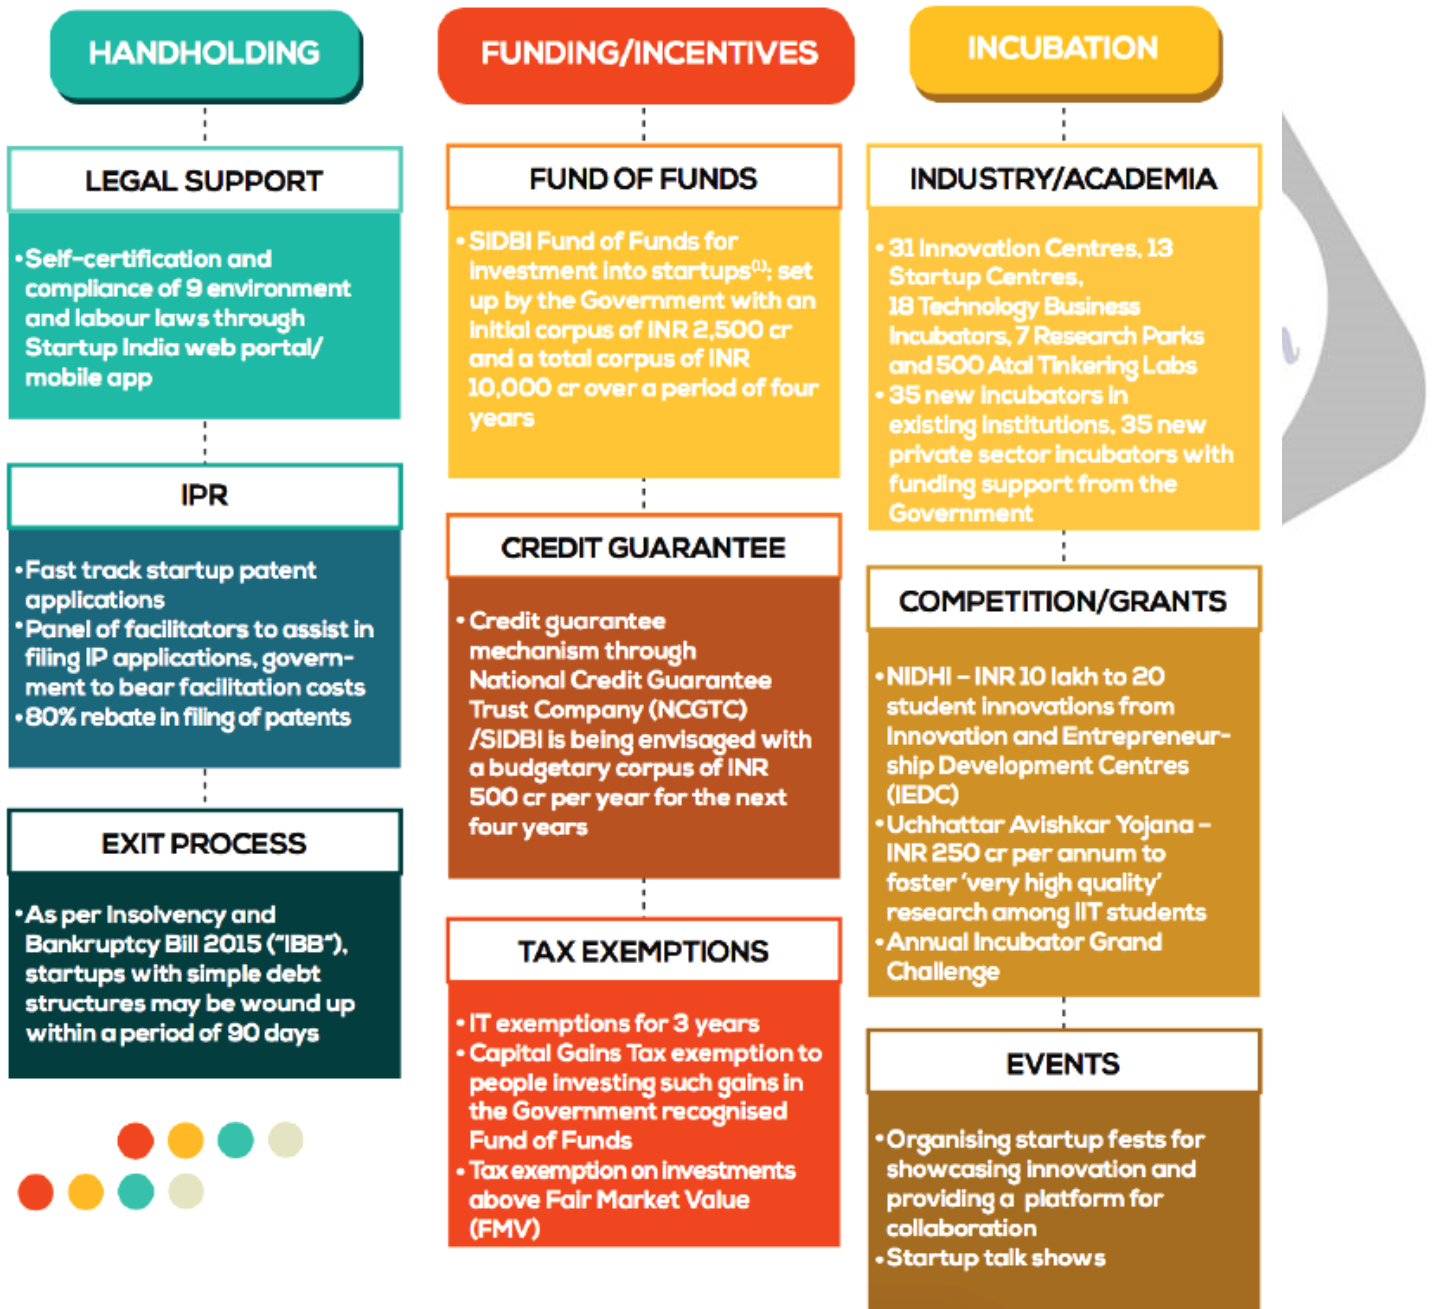 HANDHOLDING
LEGAL SUPPORT
•Self-certification and
compliance of 9 environment
and labour laws through
Startup India web portal/
mobile app
IPR
•Fast track startup patent
applications
•Panel of facilitators to assist in
filing IP applications, govern-
ment to bear facilitation costs
•80% rebate in filing of patents
EXIT PROCESS
•As per Insolvency and
Bankruptcy Bill 2015 ("IBB"),
startups with simple debt
structures may be wound up
within a period of 90 days
FUNDING/INCENTIVES
FUND OF FUNDS
•SIDBI Fund of Funds for
investment into startups⁽¹⁾; set
up by the Government with an
initial corpus of INR 2,500 cr
and a total corpus of INR
10,000 cr over a period of four
years
CREDIT GUARANTEE
•Credit guarantee
mechanism through
National Credit Guarantee
Trust Company (NCGTC)
/SIDBI is being envisaged with
a budgetary corpus of INR
500 cr per year for the next
four years
TAX EXEMPTIONS
•IT exemptions for 3 years
•Capital Gains Tax exemption to
people investing such gains in
the Government recognised
Fund of Funds
•Tax exemption on investments
above Fair Market Value
(FMV)
INCUBATION
INDUSTRY/ACADEMIA
•31 Innovation Centres, 13
Startup Centres,
18 Technology Business
Incubators, 7 Research Parks
and 500 Atal Tinkering Labs
•35 new incubators in
existing institutions, 35 new
private sector incubators with
funding support from the
Government
COMPETITION/GRANTS
•NIDHI – INR 10 lakh to 20
student innovations from
Innovation and Entrepreneur-
ship Development Centres
(IEDC)
•Uchhattar Avishkar Yojana –
INR 250 cr per annum to
foster 'very high quality'
research among IIT students
•Annual Incubator Grand
Challenge
EVENTS
•Organising startup fests for
showcasing innovation and
providing a platform for
collaboration
•Startup talk shows